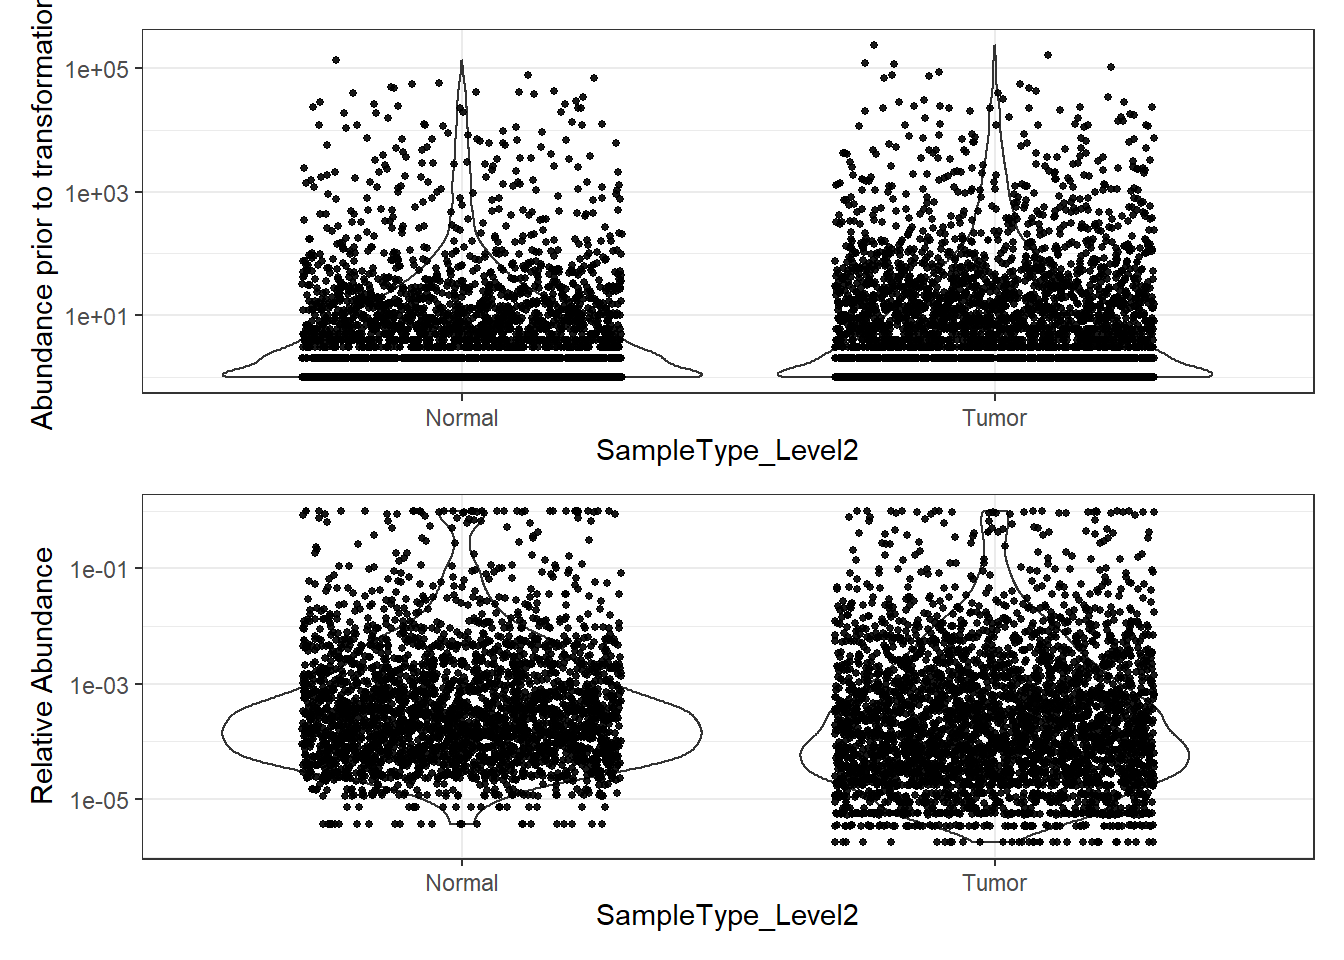 Abundance prior to transformation
1e+05
1e+03
1e+01
Normal
Tumor
SampleType_Level2
Relative Abundance
1e-01
1e-03
1e-05
Normal
Tumor
SampleType_Level2